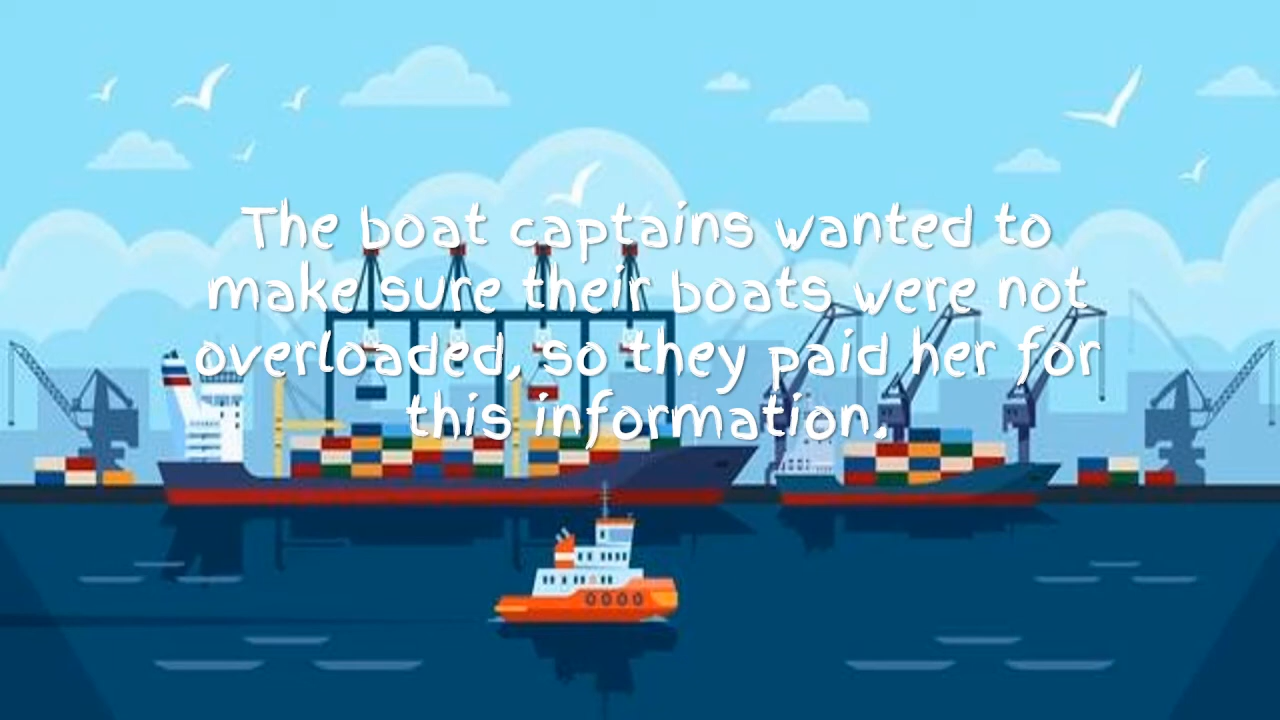 The boat captains wanted to
make sure their boats were not
overloaded, so they paid her for
this information.